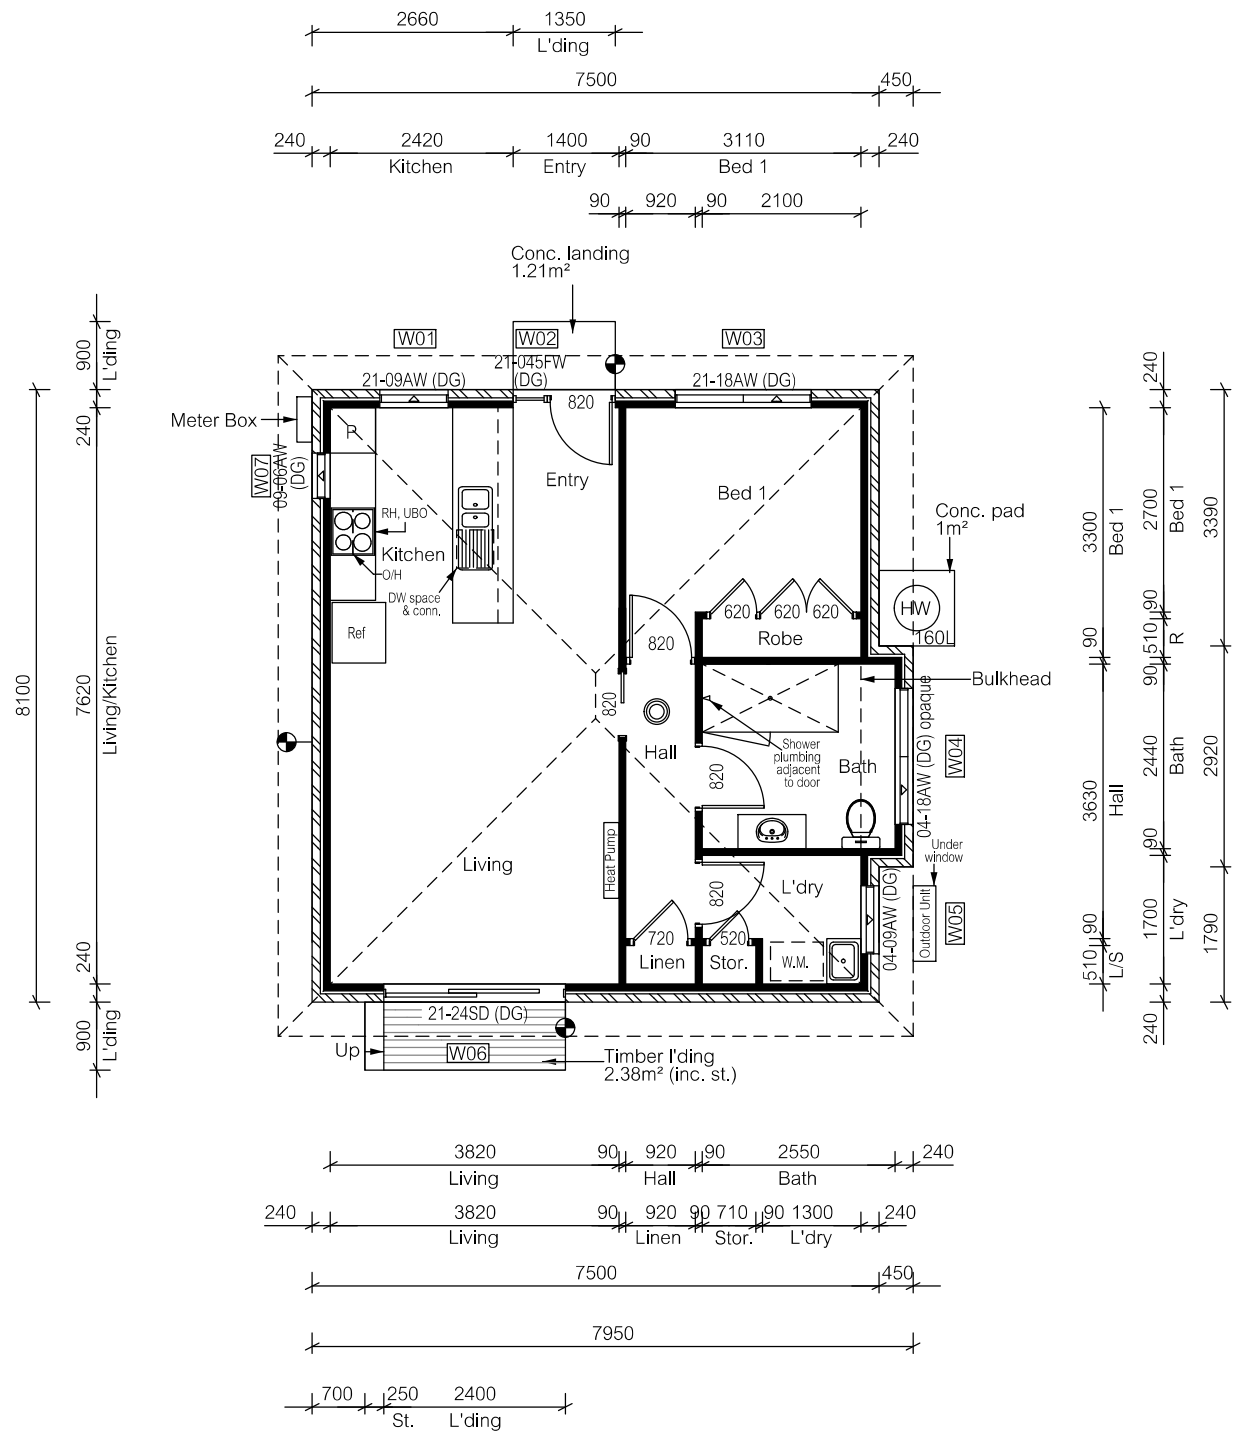 2660 1350
L'ding
7500 450
240 2420 1400 90 3110 240
Kitchen Entry Bed 1
90 920 90 2100
Conc. landing
1.21m²
W01 W02 W03
21-045FW
(DG)
21-09AW (DG)
21-18AW (DG)
820
Meter Box
W07
09-06AW
(DG)
P
Entry
Bed 1
RH, UBO
Kitchen
O/H
DW space
& conn.
Ref
Conc. pad
1m²
HW
160L
620 620 620
Robe
820
820
Bulkhead
Hall
Shower
plumbing
adjacent
to door
Bath
820
04-18AW (DG) opaque
W04
Under
window
Living
Heat Pump
820
L'dry
04-09AW (DG)
Outdoor Unit
W05
720
Linen
520
Stor.
W.M.
21-24SD (DG)
Up
W06
Timber l'ding
2.38m² (inc. st.)
8100
900
L'ding
240
7620
Living/Kitchen
240
900
L'ding
3300
Bed 1
90
3630
Hall
90
510
L/S
240
2700
Bed 1
90
510
R
90
2440
Bath
90
1700
L'dry
240
3390
2920
1790
3820 90 920 90 2550 240
Living Hall Bath
240 3820 90 920 90 710 90 1300 240
Living Linen Stor. L'dry
7500 450
7950
700 250 2400
St. L'ding